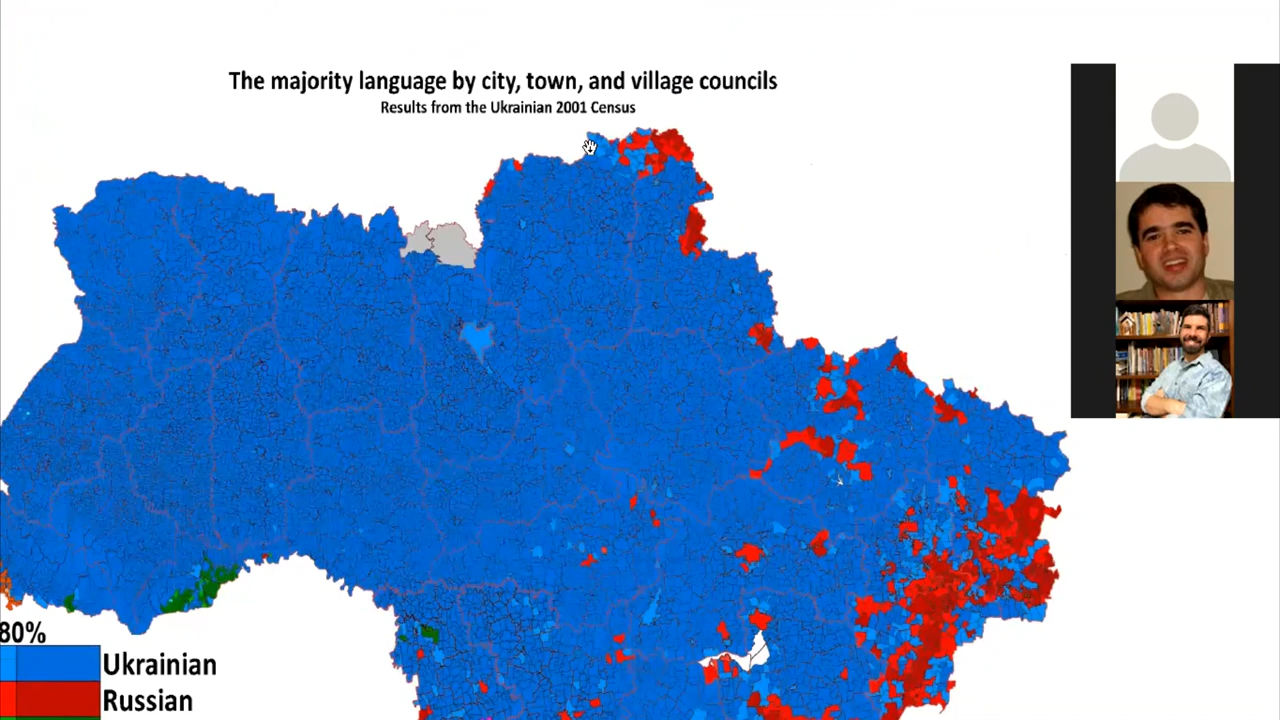 The majority language by city, town, and village councils
Results from the Ukrainian 2001 Census
80%
Ukrainian
Russian